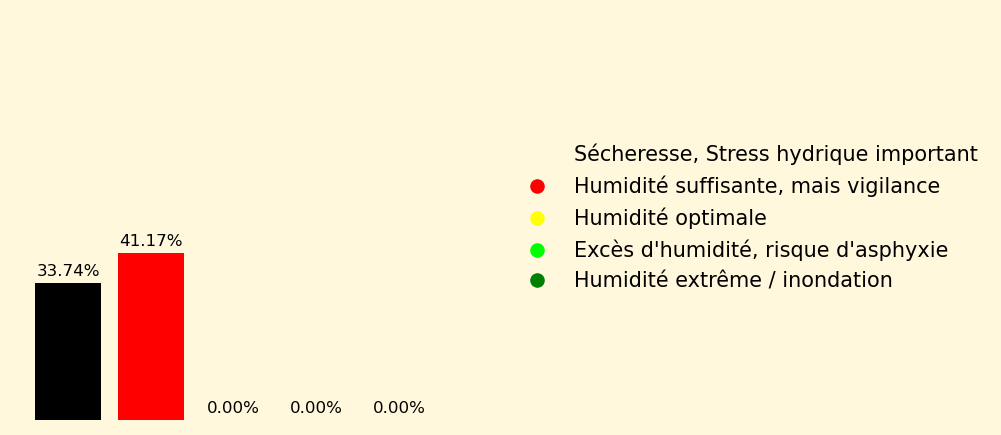 41.17%
33.74%
0.00% 0.00% 0.00%
Sécheresse, Stress hydrique important
Humidité suffisante, mais vigilance
Humidité optimale
Excès d'humidité, risque d'asphyxie
Humidité extrême / inondation